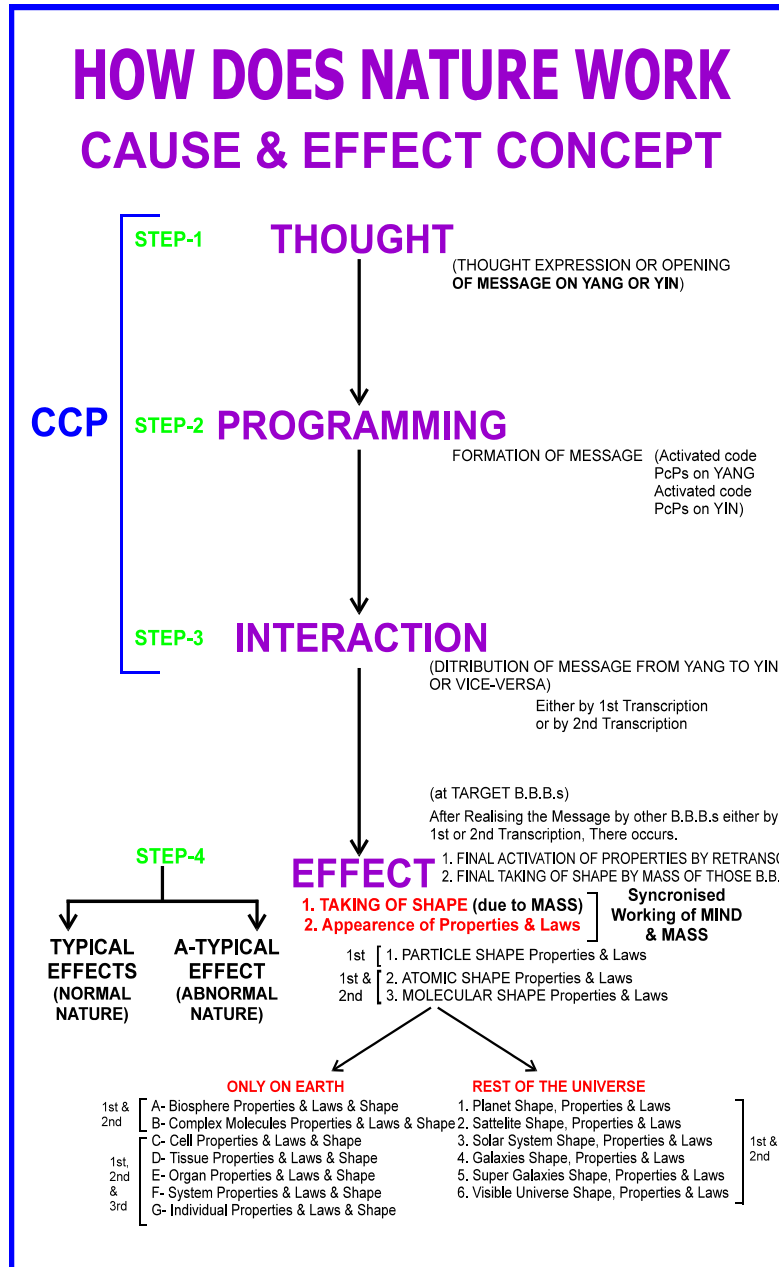 HOW DOES NATURE WORK
CAUSE & EFFECT CONCEPT
CCP
STEP-1
THOUGHT
(THOUGHT EXPRESSION OR OPENING
OF MESSAGE ON YANG OR YIN)
STEP-2
PROGRAMMING
FORMATION OF MESSAGE (Activated code
PcPs on YANG
Activated code
PcPs on YIN)
STEP-3
INTERACTION
(DITRIBUTION OF MESSAGE FROM YANG TO YIN
OR VICE-VERSA)
Either by 1st Transcription
or by 2nd Transcription
(at TARGET B.B.B.s)
After Realising the Message by other B.B.B.s either by
1st or 2nd Transcription, There occurs.
STEP-4
EFFECT
1. FINAL ACTIVATION OF PROPERTIES BY RETRANSC
2. FINAL TAKING OF SHAPE BY MASS OF THOSE B.B.
1. TAKING OF SHAPE (due to MASS)
2. Appearence of Properties & Laws
Syncronised
Working of MIND
& MASS
TYPICAL
EFFECTS
(NORMAL
NATURE)
A-TYPICAL
EFFECT
(ABNORMAL
NATURE)
1st 1. PARTICLE SHAPE Properties & Laws
1st &
2nd
2. ATOMIC SHAPE Properties & Laws
3. MOLECULAR SHAPE Properties & Laws
ONLY ON EARTH
1st &
2nd
A- Biosphere Properties & Laws & Shape
B- Complex Molecules Properties & Laws & Shape
1st,
2nd
&
3rd
C- Cell Properties & Laws & Shape
D- Tissue Properties & Laws & Shape
E- Organ Properties & Laws & Shape
F- System Properties & Laws & Shape
G- Individual Properties & Laws & Shape
REST OF THE UNIVERSE
1. Planet Shape, Properties & Laws
2. Sattelite Shape, Properties & Laws
3. Solar System Shape, Properties & Laws
4. Galaxies Shape, Properties & Laws
5. Super Galaxies Shape, Properties & Laws
6. Visible Universe Shape, Properties & Laws
1st &
2nd